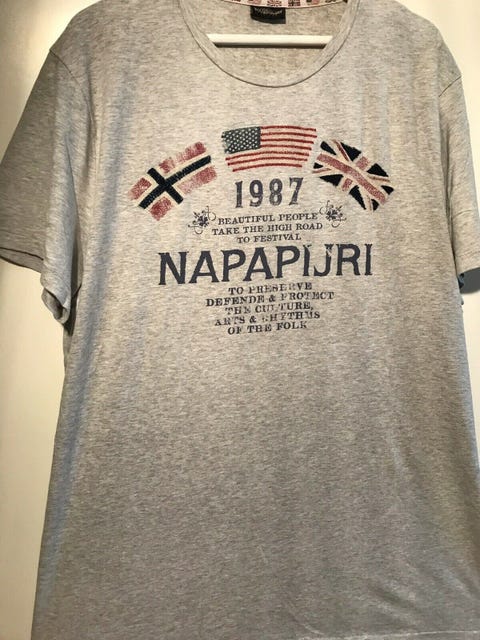 1987
BEAUTIFUL PEOPLE
TAKE THE HIGH ROAD
TO FESTIVAL
NAPAPIJRI
TO PRESERVE
DEFENDE & PROTECT
THE CULTURE,
ARTS & RHYTHMS
OF THE FOLK